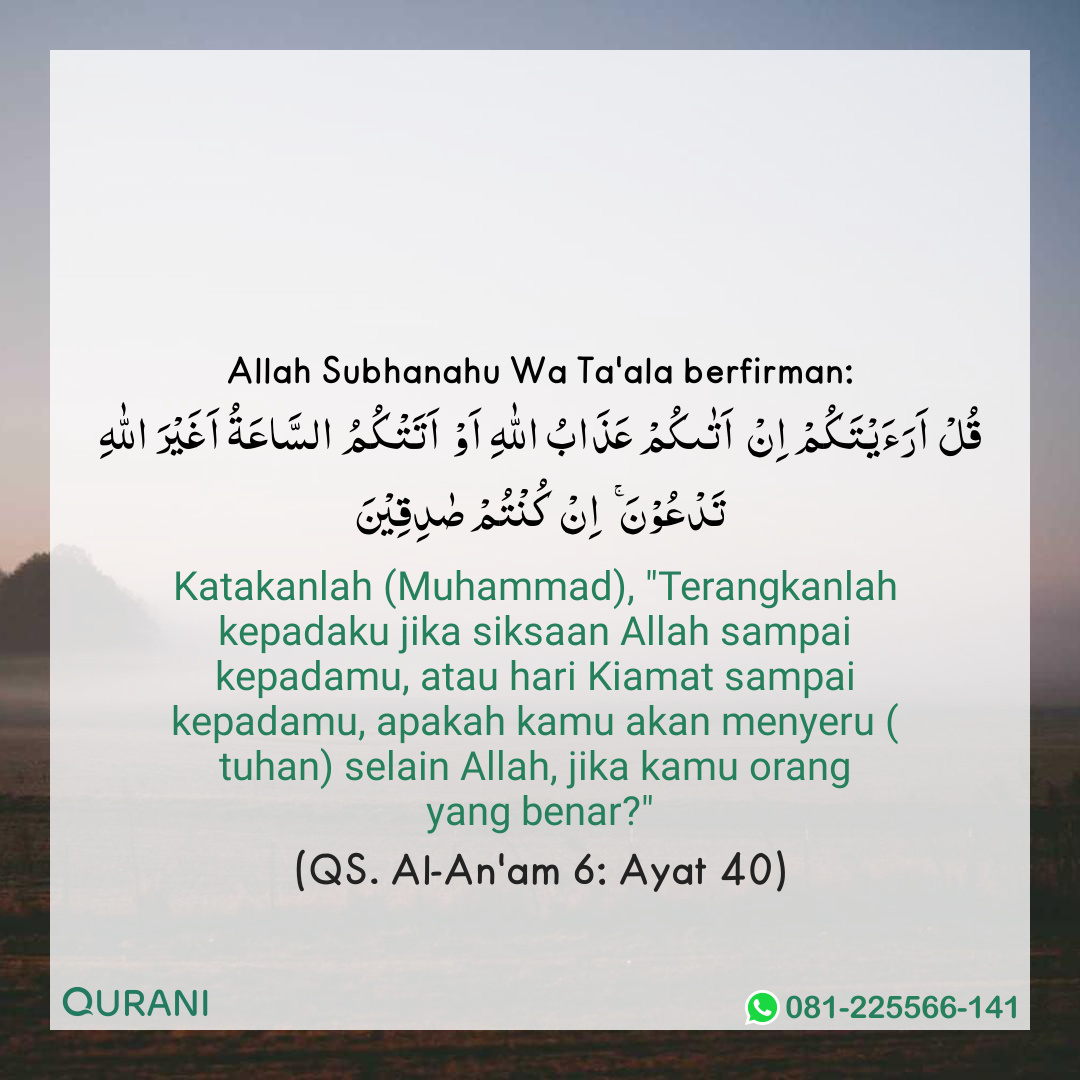 Allah Subhanahu Wa Ta'ala berfirman:
قُلْ اَرَءَيْتَكُمْ اِنْ اَتٰٮكُمْ عَذَابُ اللّٰهِ اَوْ اَتَتْكُمُ السَّاعَةُ اَغَيْرَ اللّٰهِ
تَدْعُوْنَ ۚ اِنْ كُنْتُمْ صٰدِقِيْنَ
Katakanlah (Muhammad), "Terangkanlah
kepadaku jika siksaan Allah sampai
kepadamu, atau hari Kiamat sampai
kepadamu, apakah kamu akan menyeru (
tuhan) selain Allah, jika kamu orang
yang benar?"
(QS. Al-An'am 6: Ayat 40)
QURANI
081-225566-141